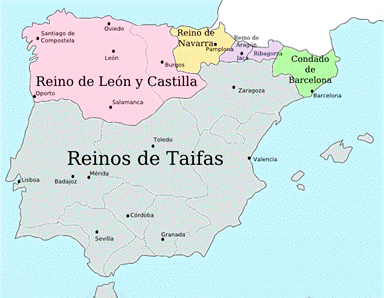 Santiago de
Compostela
Oviedo
León
Burgos
Reino de
Navarra
Pamplona
Reino de
Aragón
Jaca
Ribagorza
Condado
de
Barcelona
Barcelona
Reino de León y Castilla
Oporto
Salamanca
Zaragoza
Toledo
Reinos de Taifas
Valencia
Lisboa
Badajoz
Mérida
Córdoba
Sevilla
Granada